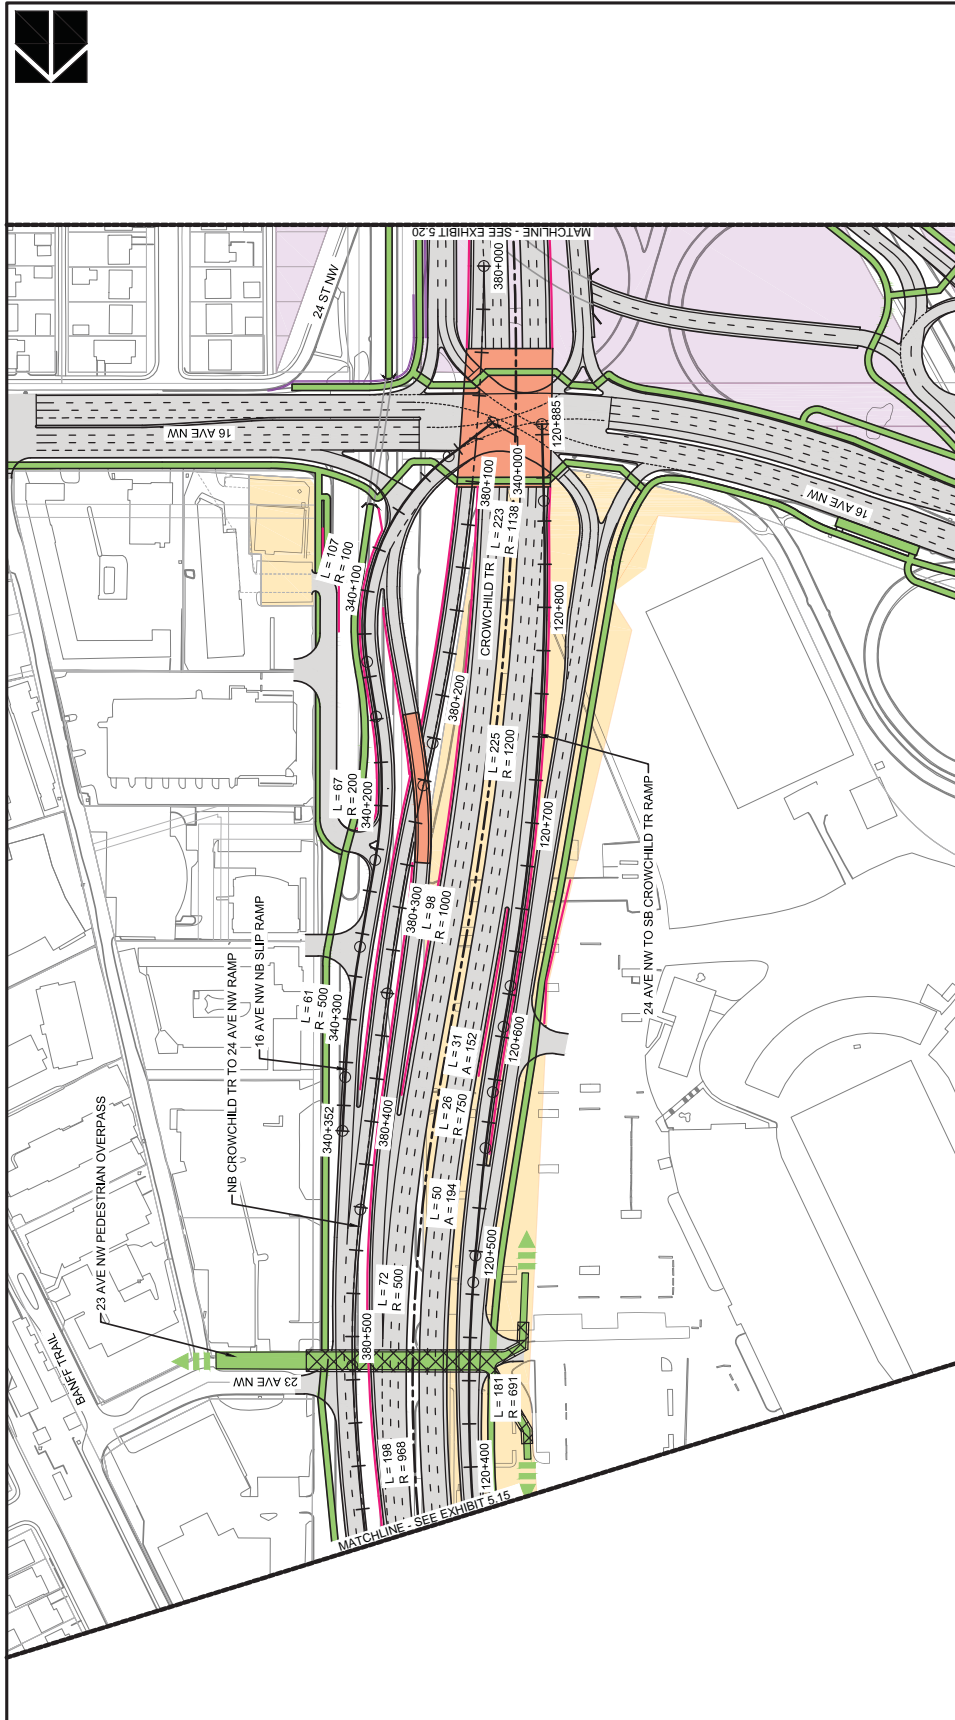 MATCHLINE - SEE EXHIBIT 5.20
24 ST NW
380+000
16 AVE NW
120+885
380+100
340+000
16 AVE NW
L = 223
R = 1138
CROWCHILD TR
L = 107
R = 100
340+100
120+800
380+200
L = 225
R = 1200
L = 67
R = 200
340+200
120+700
24 AVE NW TO SB CROWCHILD TR RAMP
380+300
L = 98
R = 1000
16 AVE NW NB SLIP RAMP
NB CROWCHILD TR TO 24 AVE NW RAMP
L = 61
R = 500
340+300
120+600
L = 31
A = 152
L = 26
R = 750
340+352
380+400
23 AVE NW PEDESTRIAN OVERPASS
L = 50
A = 194
120+500
L = 72
R = 500
380+500
BANFF TRAIL
23 AVE NW
L = 181
R = 691
L = 198
R = 968
120+400
MATCHLINE - SEE EXHIBIT 5.15